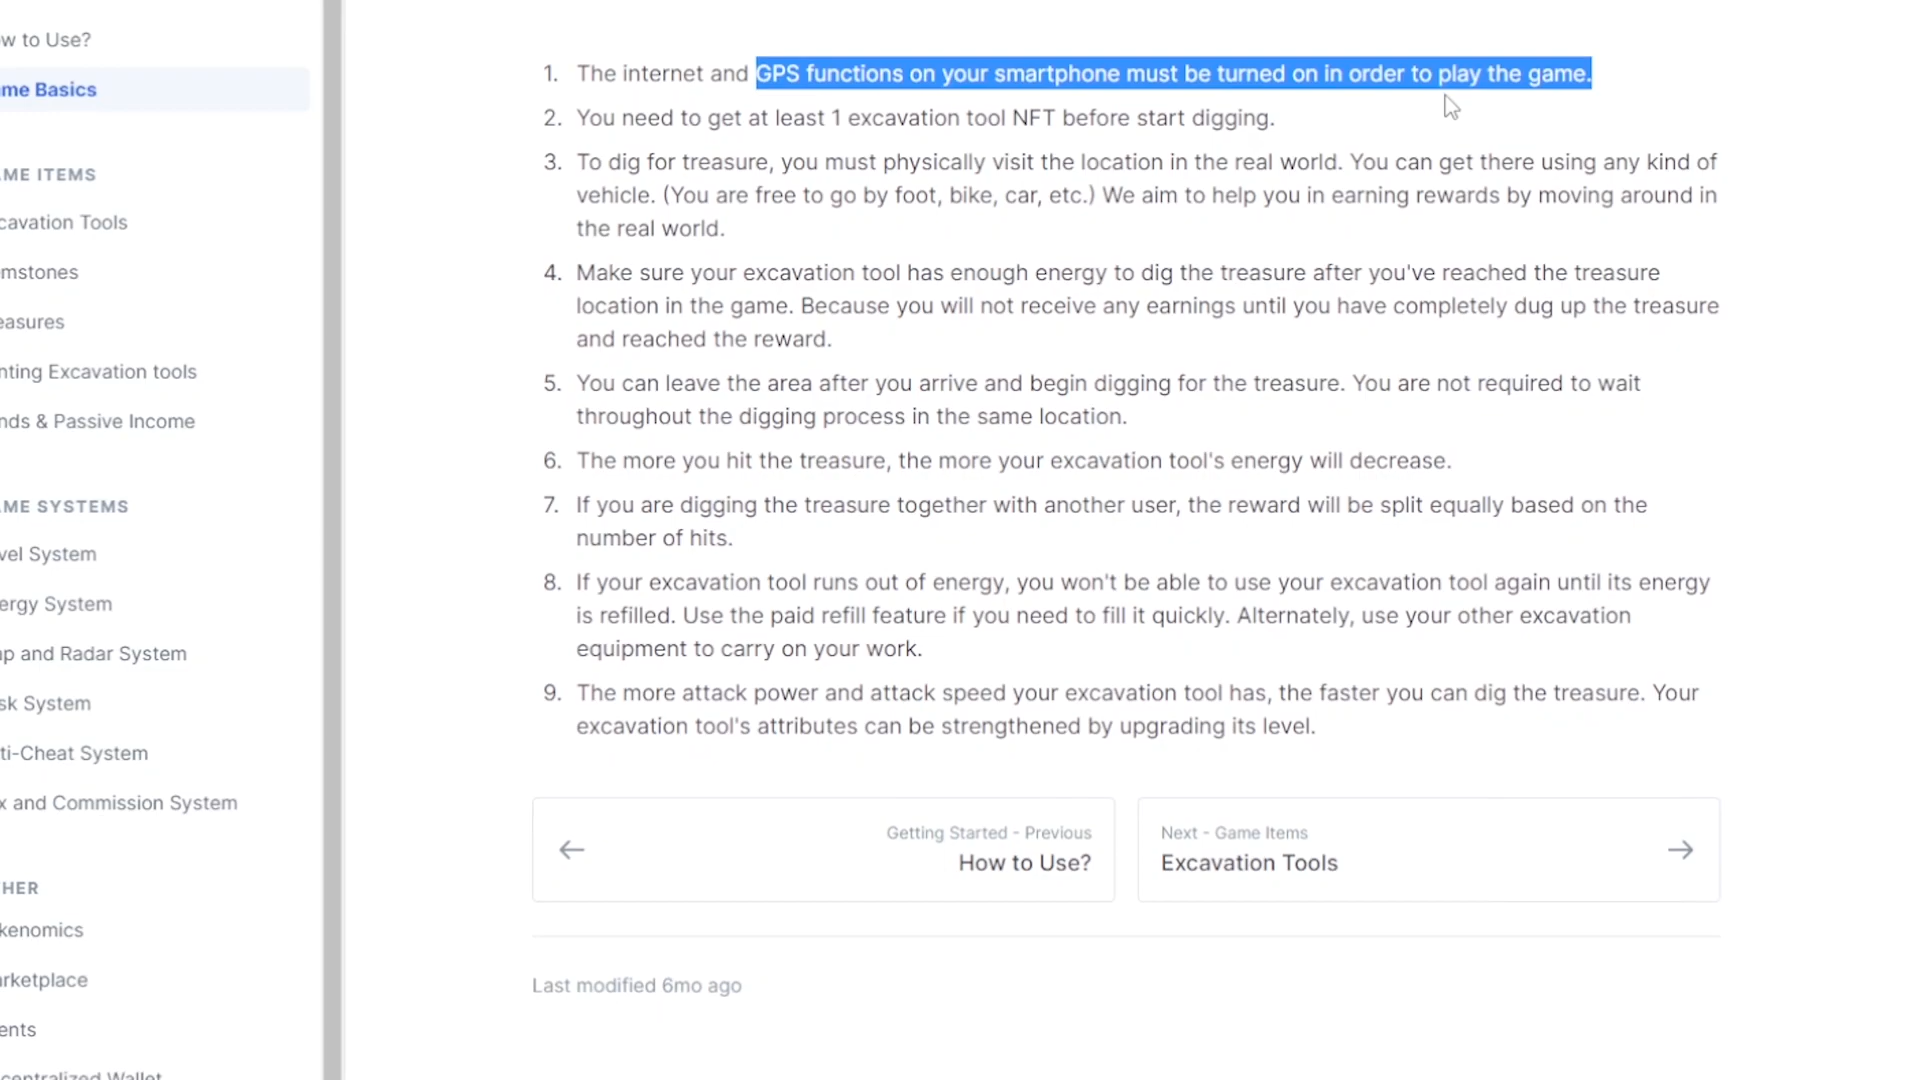 w to Use?
me Basics
ME ITEMS
cavation Tools
mstones
easures
nting Excavation tools
nds & Passive Income
ME SYSTEMS
vel System
ergy System
p and Radar System
sk System
ti-Cheat System
x and Commission System
HER
kenomics
rketplace
ents
centralized Wallet
1. The internet and GPS functions on your smartphone must be turned on in order to play the game.
2. You need to get at least 1 excavation tool NFT before start digging.
3. To dig for treasure, you must physically visit the location in the real world. You can get there using any kind of
vehicle. (You are free to go by foot, bike, car, etc.) We aim to help you in earning rewards by moving around in
the real world.
4. Make sure your excavation tool has enough energy to dig the treasure after you've reached the treasure
location in the game. Because you will not receive any earnings until you have completely dug up the treasure
and reached the reward.
5. You can leave the area after you arrive and begin digging for the treasure. You are not required to wait
throughout the digging process in the same location.
6. The more you hit the treasure, the more your excavation tool's energy will decrease.
7. If you are digging the treasure together with another user, the reward will be split equally based on the
number of hits.
8. If your excavation tool runs out of energy, you won't be able to use your excavation tool again until its energy
is refilled. Use the paid refill feature if you need to fill it quickly. Alternately, use your other excavation
equipment to carry on your work.
9. The more attack power and attack speed your excavation tool has, the faster you can dig the treasure. Your
excavation tool's attributes can be strengthened by upgrading its level.
Getting Started - Previous
How to Use?
Next - Game Items
Excavation Tools
Last modified 6mo ago